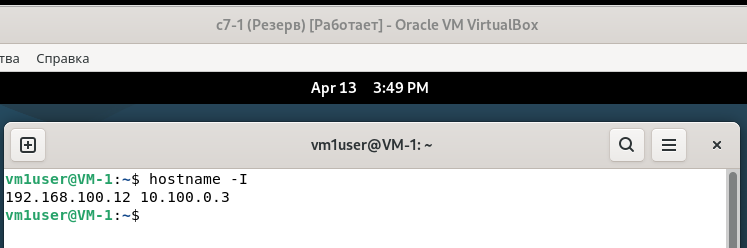 c7-1 (Резерв) [Работает] - Oracle VM VirtualBox
тва Справка
Apr 13 3:49 PM
vm1user@VM-1: ~
vm1user@VM-1:~$ hostname -I
192.168.100.12 10.100.0.3
vm1user@VM-1:~$